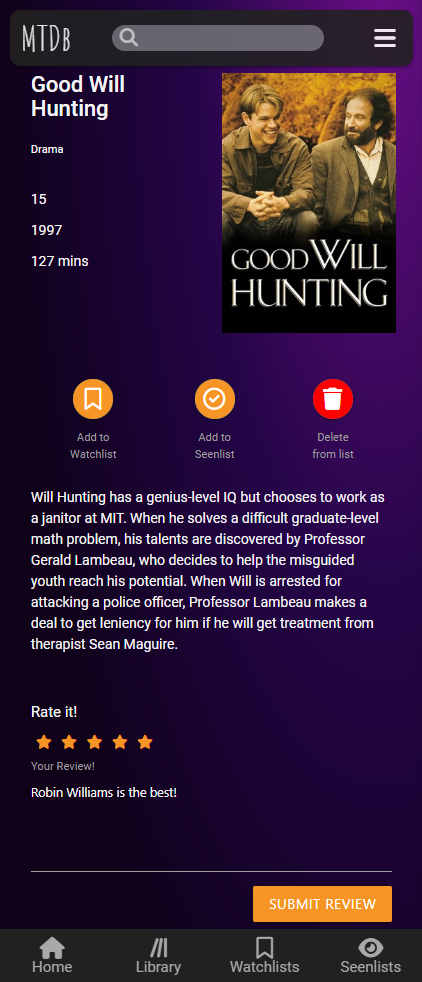 MTDb
Good Will
Hunting
Drama
15
1997
127 mins
GOOD WILL
HUNTING
Add to
Watchlist
Add to
Seenlist
Delete
from list
Will Hunting has a genius-level IQ but chooses to work as
a janitor at MIT. When he solves a difficult graduate-level
math problem, his talents are discovered by Professor
Gerald Lambeau, who decides to help the misguided
youth reach his potential. When Will is arrested for
attacking a police officer, Professor Lambeau makes a
deal to get leniency for him if he will get treatment from
therapist Sean Maguire.
Rate it!
Your Review!
Robin Williams is the best!
SUBMIT REVIEW
Home
Library
Watchlists
Seenlists